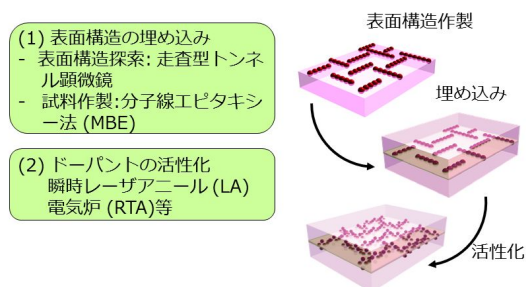 (1) 表面構造の埋め込み
- 表面構造探索: 走査型トンネ
ル顕微鏡
- 試料作製:分子線エピタキシ
ー法 (MBE)
(2) ドーパントの活性化
瞬時レーザアニール (LA)
電気炉 (RTA)等
表面構造作製
埋め込み
活性化